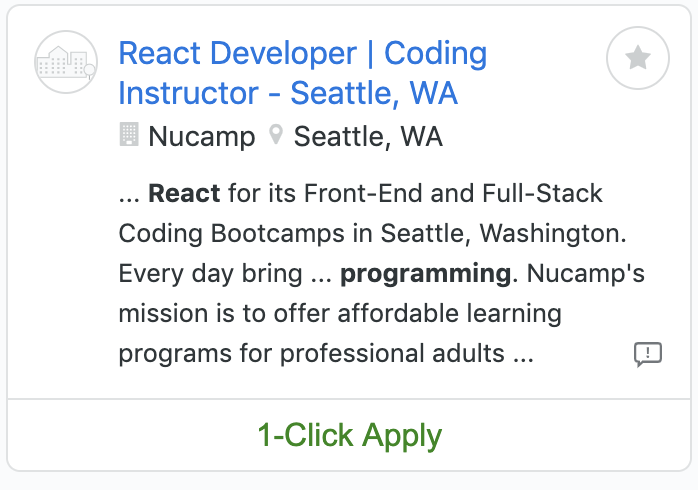 React Developer | Coding
Instructor - Seattle, WA
Nucamp Seattle, WA
... React for its Front-End and Full-Stack
Coding Bootcamps in Seattle, Washington.
Every day bring ... programming. Nucamp's
mission is to offer affordable learning
programs for professional adults ...
1-Click Apply